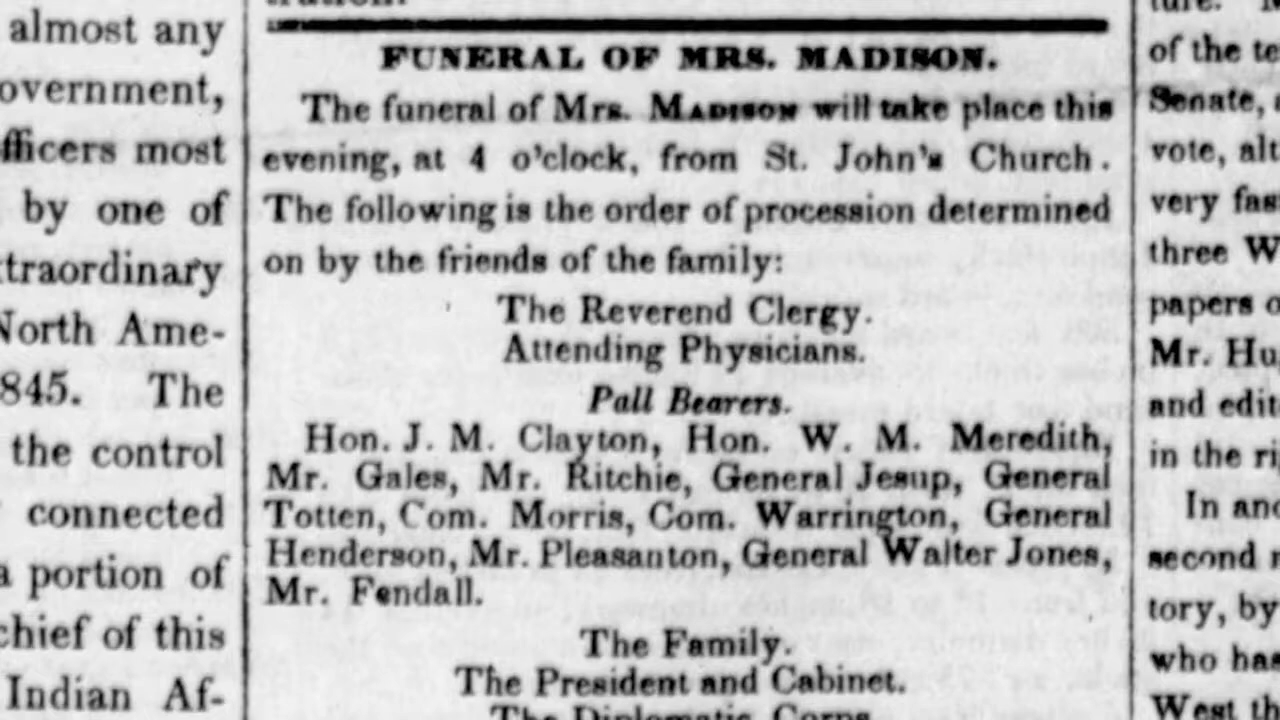 almost any
overnment,
fficers most
by one of
traordinary
North Ame-
845. The
the control
connected
a portion of
chief of this
Indian Af-
FUNERAL OF MRS. MADISON.
The funeral of Mrs. MADISON will take place this
evening, at 4 o'clock, from St. John's Church.
The following is the order of procession determined
on by the friends of the family:
The Reverend Clergy.
Attending Physicians.
Pall Bearers.
Hon. J. M. Clayton, Hon. W. M. Meredith,
Mr. Gales, Mr. Ritchie, General Jesup, General
Totten, Com. Morris, Com. Warrington, General
Henderson, Mr. Pleasanton, General Walter Jones,
Mr. Fendall.
The Family.
The President and Cabinet.
The Diplomatic Corps
of the te
Senate,
vote, alt
very fas
three W
papers o
Mr. Hu
and edit
in the ri
In an
second
tory, by
who has
West th